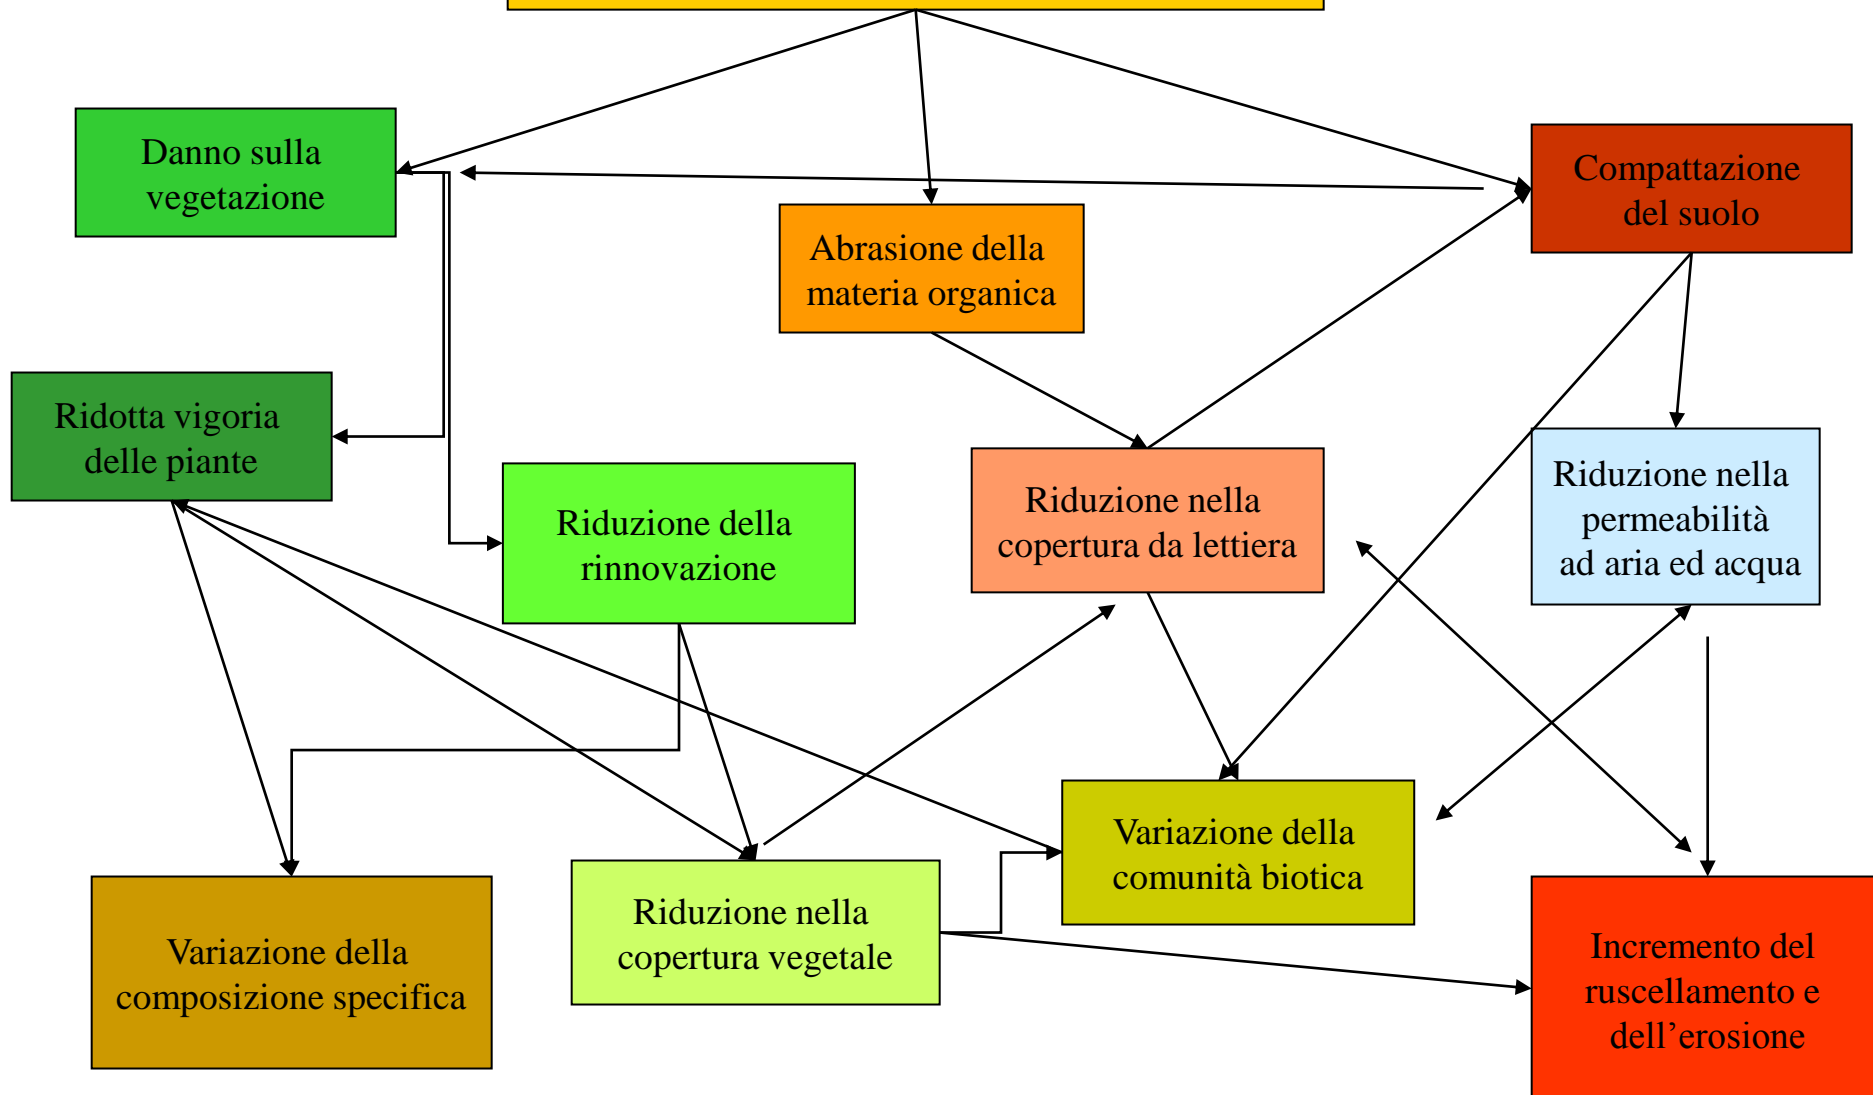 Danno sulla
vegetazione
Compattazione
del suolo
Abrasione della
materia organica
Ridotta vigoria
delle piante
Riduzione della
rinnovazione
Riduzione nella
copertura da lettiera
Riduzione nella
permeabilità
ad aria ed acqua
Variazione della
composizione specifica
Riduzione nella
copertura vegetale
Variazione della
comunità biotica
Incremento del
ruscellamento e
dell’erosione